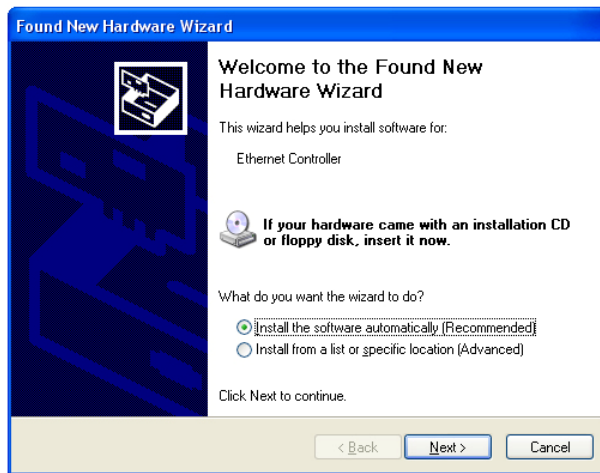 Found New Hardware Wizard
Welcome to the Found New
Hardware Wizard
This wizard helps you install software for:
Ethernet Controller
If your hardware came with an installation CD
or floppy disk, insert it now.
What do you want the wizard to do?
Install the software automatically (Recommended)
Install from a list or specific location (Advanced)
Click Next to continue.
< Back
Next >
Cancel